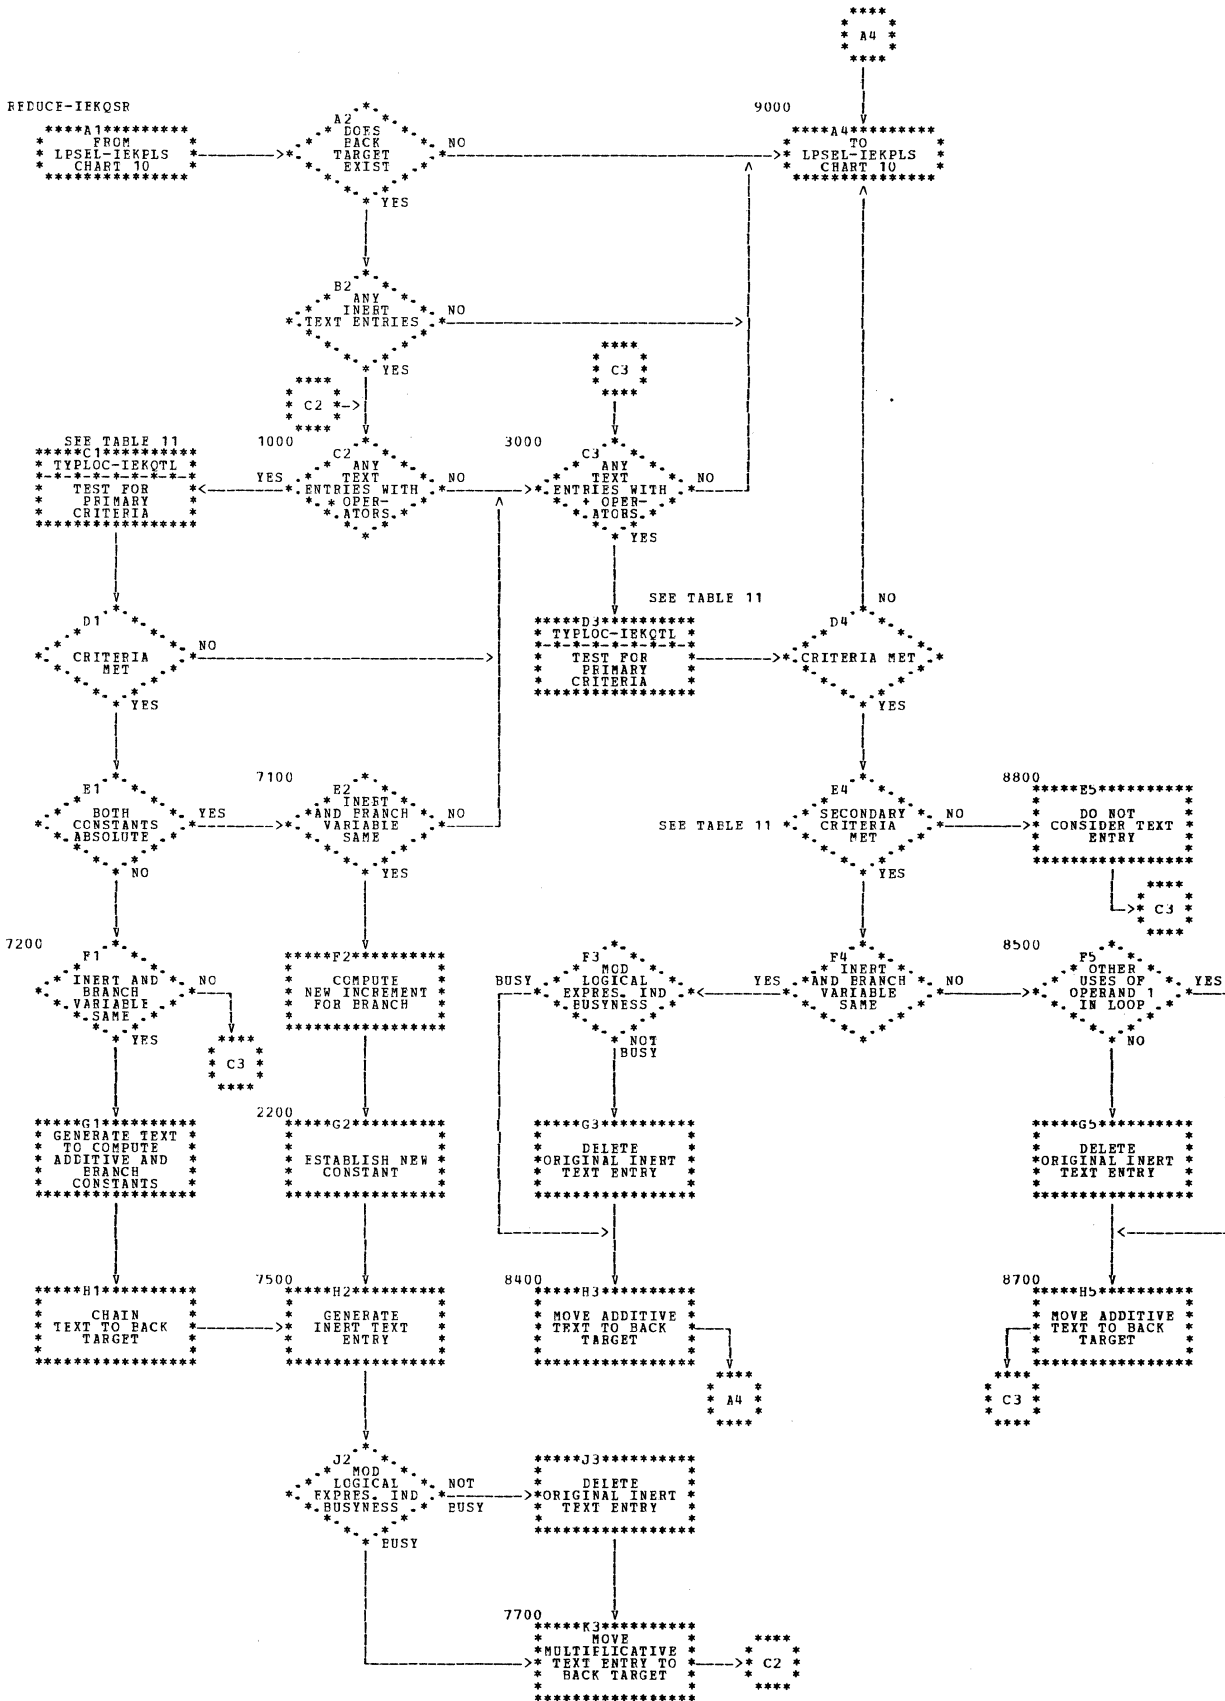 A4
REDUCE-IEKQSR
9000
A1
FROM
LPSEL-IEKPLS
CHART 10
A2
DOES
BACK
TARGET
EXIST
NO
YES
A4
TO
LPSEL-IEKPLS
CHART 10
B2
ANY
INERT
TEXT ENTRIES
NO
YES
C2
C3
SEE TABLE 11
1000
3000
C1
TYPLOC-IEKQTL
TEST FOR
PRIMARY
CRITERIA
YES
C2
ANY
TEXT
ENTRIES WITH
* OPER-
ATORS
NO
C3
ANY
TEXT
ENTRIES WITH
+ OPER-
ATORS
NO
YES
SEE TABLE 11
D1
CRITERIA
MET
NO
YES
D3
TYPLOC-IEKQTL
TEST FOR
PRIMARY
CRITERIA
NO
D4
CRITERIA MET
YES
7100
8800
E1
BOTH
CONSTANTS
ABSOLUTE
YES
NO
E2
INERT
AND BRANCH
VARIABLE
SAME
NO
YES
SEE TABLE 11
E4
SECONDARY
CRITERIA
MET
NO
YES
E5
DO NOT
CONSIDER TEXT
ENTRY
C3
7200
8500
F1
INERT AND
BRANCH
VARIABLE
SAME
NO
YES
C3
F2
COMPUTE
NEW INCREMENT
FOR BRANCH
BUSY
F3
MOD
LOGICAL
EXPRES. IND
BUSYNESS
NOT
BUSY
YES
F4
INERT
AND BRANCH
VARIABLE
SAME
NO
F5
OTHER
USES OF
OPERAND 1
IN LOOP
YES
NO
2200
G1
GENERATE TEXT
TO COMPUTE
ADDITIVE AND
BRANCH
CONSTANTS
G2
ESTABLISH NEW
CONSTANT
G3
DELETE
ORIGINAL INERT
TEXT ENTRY
G5
DELETE
ORIGINAL INERT
TEXT ENTRY
7500
8400
8700
H1
CHAIN
TEXT TO BACK
TARGET
H2
GENERATE
INERT TEXT
ENTRY
H3
MOVE ADDITIVE
TEXT TO BACK
TARGET
A4
H5
MOVE ADDITIVE
TEXT TO BACK
TARGET
C3
J2
MOD
LOGICAL
EXPRES. IND
BUSYNESS
NOT
BUSY
BUSY
J3
DELETE
ORIGINAL INERT
TEXT ENTRY
7700
K3
MOVE
MULTIPLICATIVE
TEXT ENTRY TO
BACK TARGET
C2